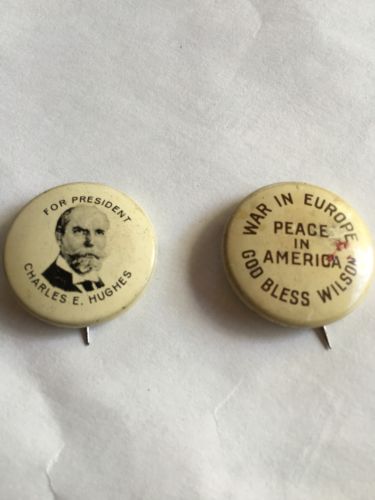 FOR PRESIDENT
CHARLES E. HUGHES
WAR IN EUROPE
PEACE
IN
AMERICA
GOD BLESS WILSON